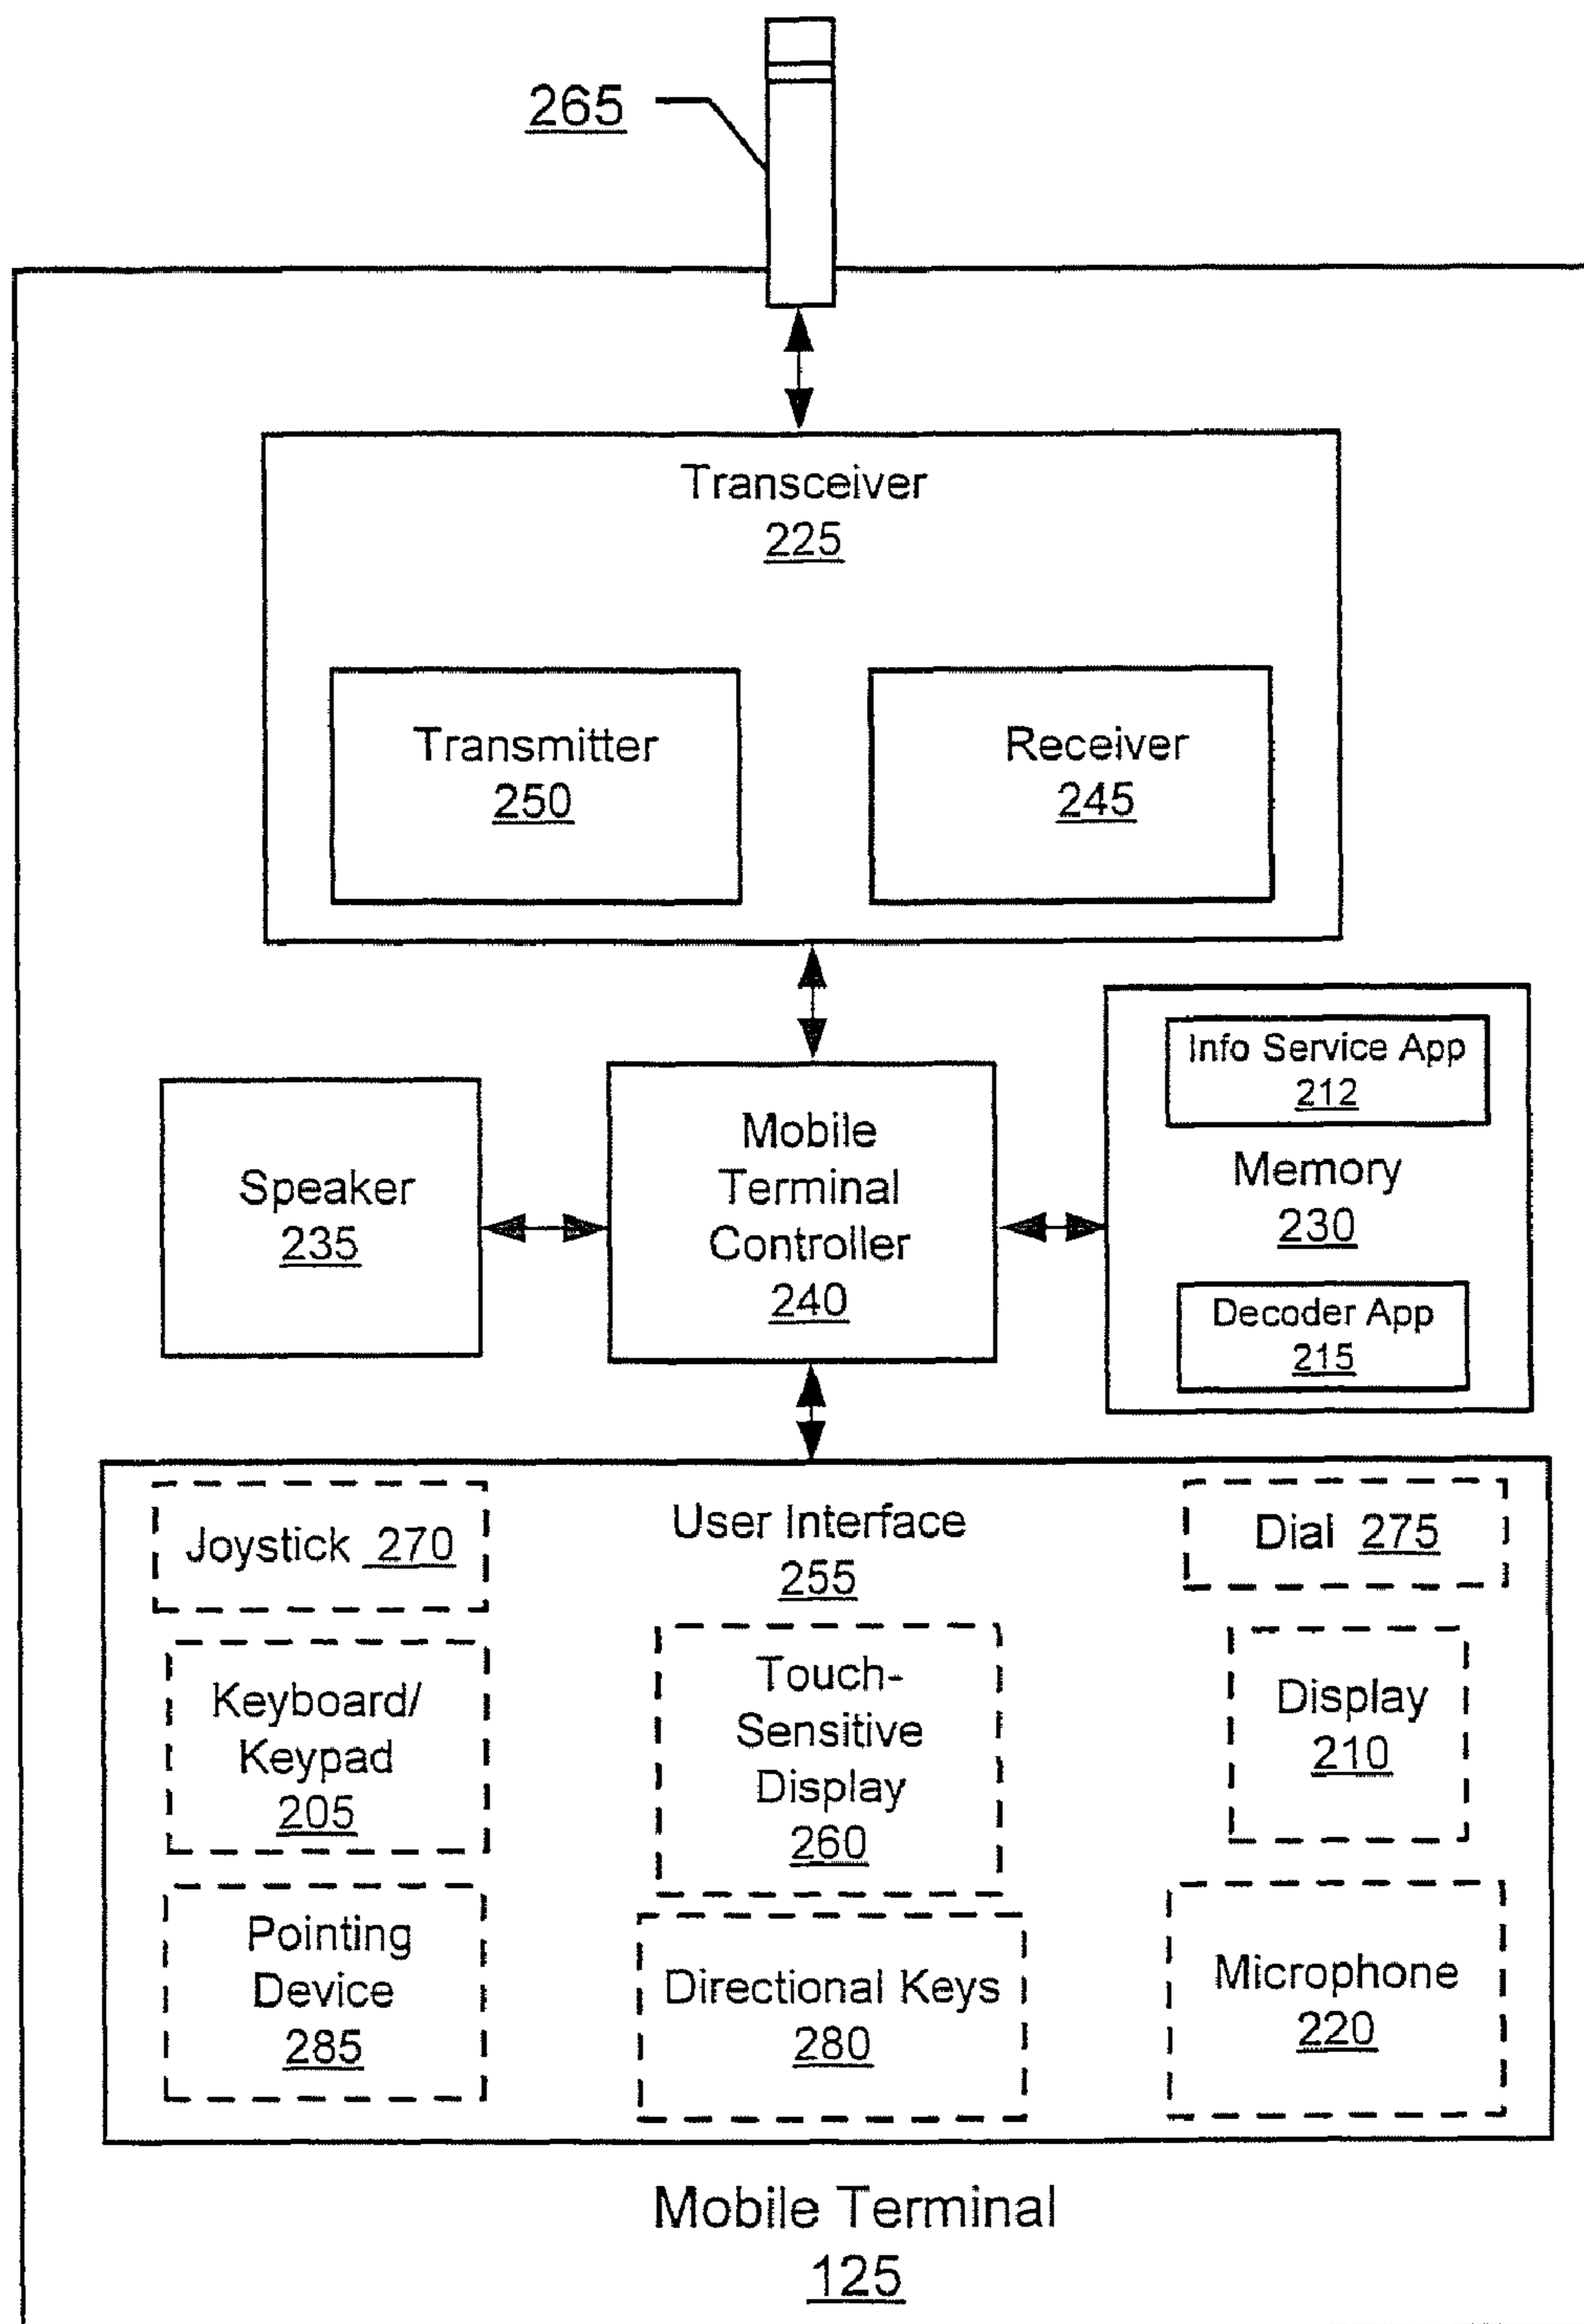 265
Transceiver
225
Transmitter
250
Receiver
245
Info Service App
212
Memory
230
Decoder App
215
Speaker
235
Mobile
Terminal
Controller
240
Joystick 270
User Interface
255
Dial 275
Keyboard/
Keypad
205
Touch-
Sensitive
Display
260
Display
210
Pointing
Device
285
Directional Keys
280
Microphone
220
Mobile Terminal
125